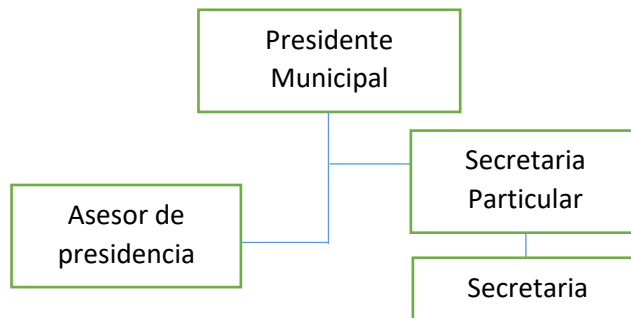 Presidente
Municipal
Secretaria
Particular
Asesor de
presidencia
Secretaria